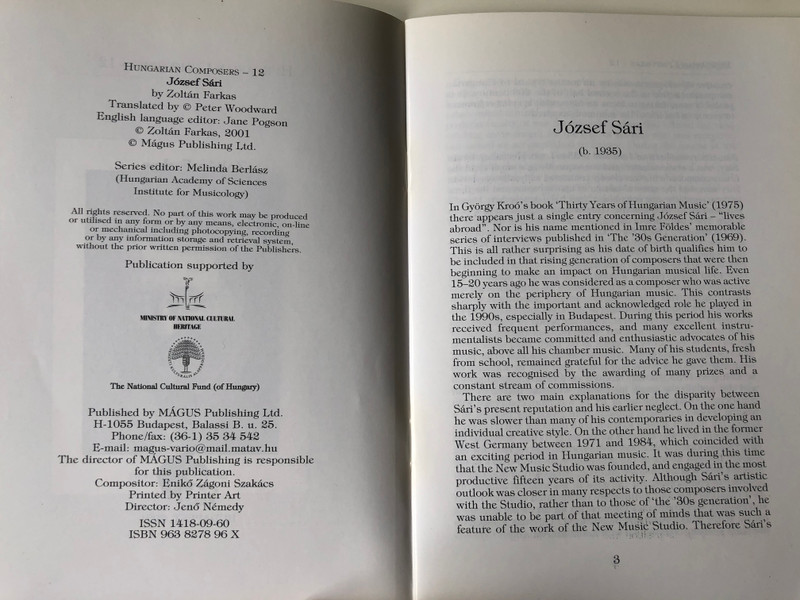 HUNGARIAN COMPOSERS – 12
József Sári
by Zoltán Farkas
Translated by © Peter Woodward
English language editor: Jane Pogson
© Zoltán Farkas, 2001
© Mágus Publishing Ltd.
Series editor: Melinda Berlász
(Hungarian Academy of Sciences
Institute for Musicology)
All rights reserved. No part of this work may be produced
or utilised in any form or by any means, electronic, on-line
or mechanical including photocopying, recording
or by any information storage and retrieval system,
without the prior written permission of the Publishers.
Publication supported by
MINISTRY OF NATIONAL CULTURAL
HERITAGE
The National Cultural Fund (of Hungary)
Published by MÁGUS Publishing Ltd.
H-1055 Budapest, Balassi B. u. 25.
Phone/fax: (36-1) 35 34 542
E-mail: magus-vario@mail.matav.hu
The director of MÁGUS Publishing is responsible
for this publication.
Compositor: Enikő Zágoni Szakács
Printed by Printer Art
Director: Jenő Némedy
ISSN 1418-09-60
ISBN 963 8278 96 X
József Sári
(b. 1935)
In György Kroó's book 'Thirty Years of Hungarian Music' (1975)
there appears just a single entry concerning József Sári – "lives
abroad". Nor is his name mentioned in Imre Földes' memorable
series of interviews published in 'The '30s Generation' (1969).
This is all rather surprising as his date of birth qualifies him to
be included in that rising generation of composers that were then
beginning to make an impact on Hungarian musical life. Even
15–20 years ago he was considered as a composer who was active
merely on the periphery of Hungarian music. This contrasts
sharply with the important and acknowledged role he played in
the 1990s, especially in Budapest. During this period his works
received frequent performances, and many excellent instru-
mentalists became committed and enthusiastic advocates of his
music, above all his chamber music. Many of his students, fresh
from school, remained grateful for the advice he gave them. His
work was recognised by the awarding of many prizes and a
constant stream of commissions.
There are two main explanations for the disparity between
Sári's present reputation and his earlier neglect. On the one hand
he was slower than many of his contemporaries in developing an
individual creative style. On the other hand he lived in the former
West Germany between 1971 and 1984, which coincided with
an exciting period in Hungarian music. It was during this time
that the New Music Studio was founded, and engaged in the most
productive fifteen years of its activity. Although Sári's artistic
outlook was closer in many respects to those composers involved
with the Studio, rather than to those of 'the '30s generation', he
was unable to be part of that meeting of minds that was such a
feature of the work of the New Music Studio. Therefore Sári's
3